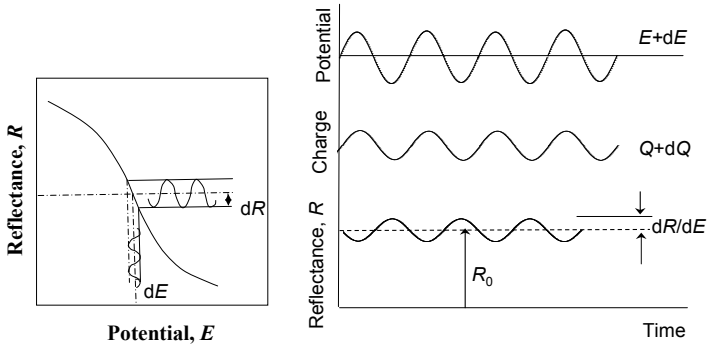 Reflectance, R
dR
dE
Potential, E
Potential
E+dE
Charge
Q+dQ
Reflectance, R
dR/dE
R₀
Time